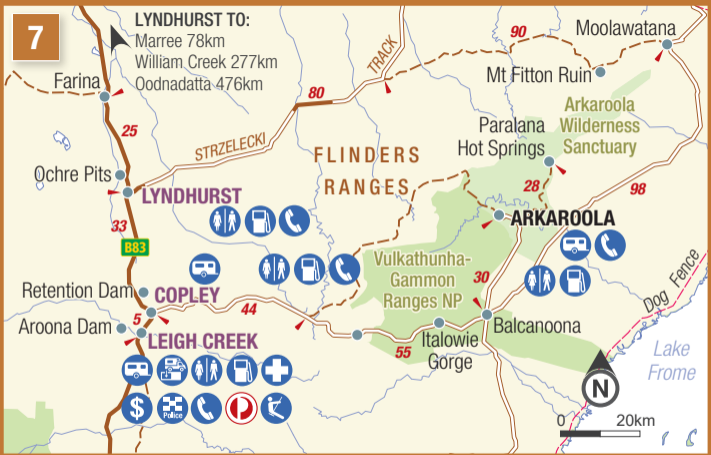 7
LYNDHURST TO:
Marree 78km
William Creek 277km
Oodnadatta 476km
Moolawatana
90
TRACK
Mt Fitton Ruin
Farina
80
Arkaroola
Wilderness
Sanctuary
25
STRZELECKI
Paralana
Hot Springs
FLINDERS
RANGES
Ochre Pits
28
98
LYNDHURST
33
ARKAROOLA
B83
Vulkathunha-
Gammon
Ranges NP
30
Dog Fence
Retention Dam
COPLEY
44
Balcanoona
Aroona Dam
5
LEIGH CREEK
55
Italowie
Gorge
Lake
Frome
N
$
Police
P
0 20km